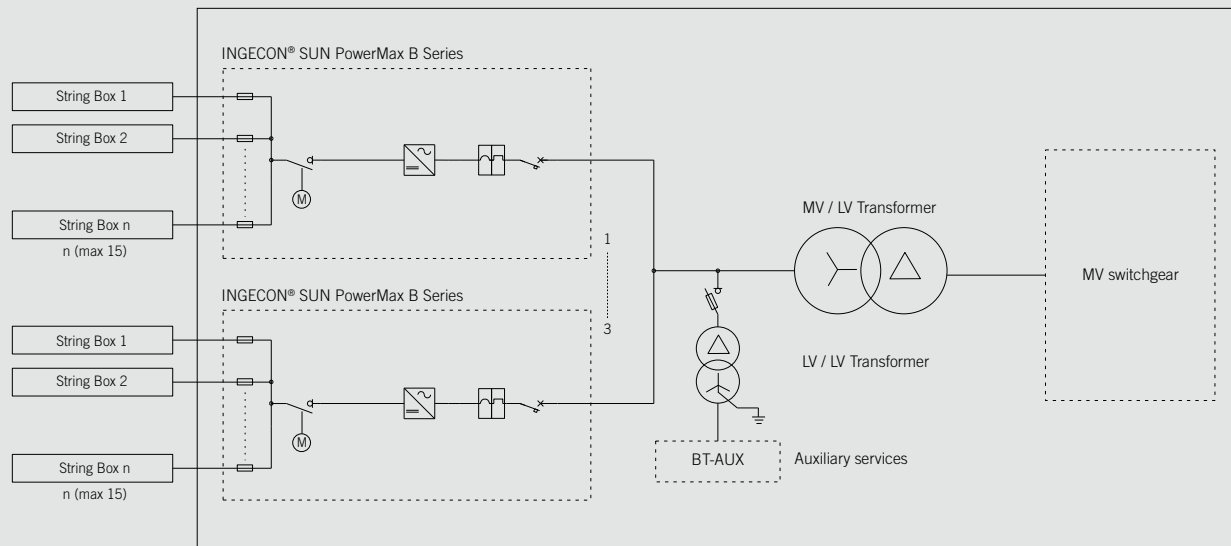 INGECON® SUN PowerMax B Series
String Box 1
String Box 2
String Box n
n (max 15)
M
1
3
INGECON® SUN PowerMax B Series
String Box 1
String Box 2
String Box n
n (max 15)
M
MV / LV Transformer
LV / LV Transformer
BT-AUX
Auxiliary services
MV switchgear